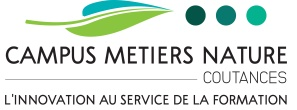 CAMPUS METIERS NATURE
COUTANCES
L'INNOVATION AU SERVICE DE LA FORMATION